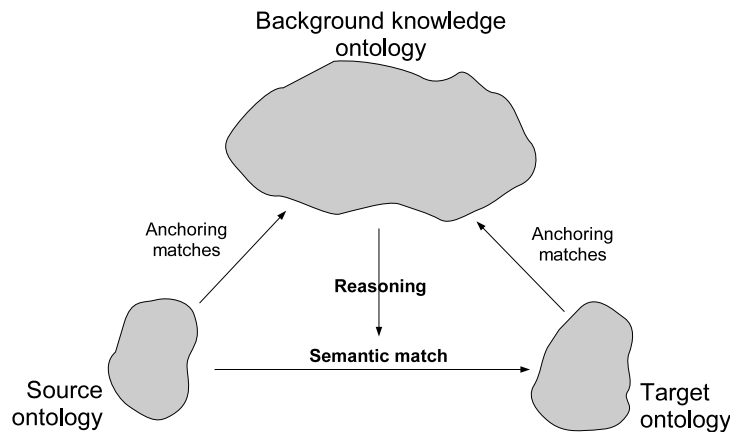 Background knowledge
ontology
Anchoring
matches
Anchoring
matches
Reasoning
Semantic match
Source
ontology
Target
ontology